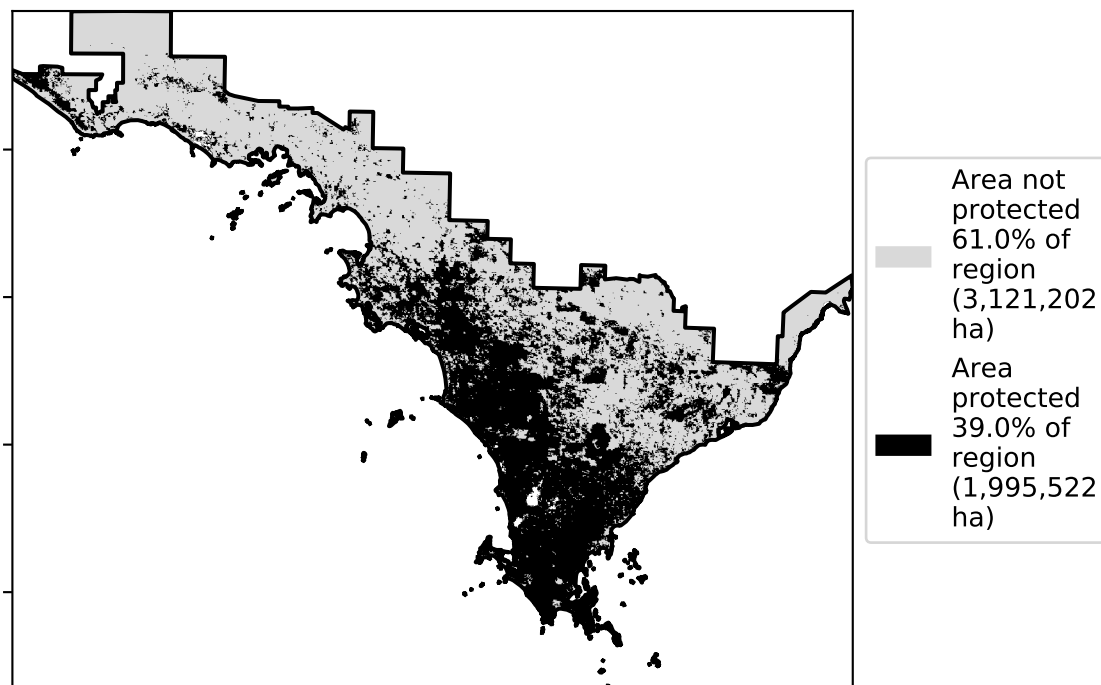 Area not
protected
61.0% of
region
(3,121,202
ha)
Area
protected
39.0% of
region
(1,995,522
ha)